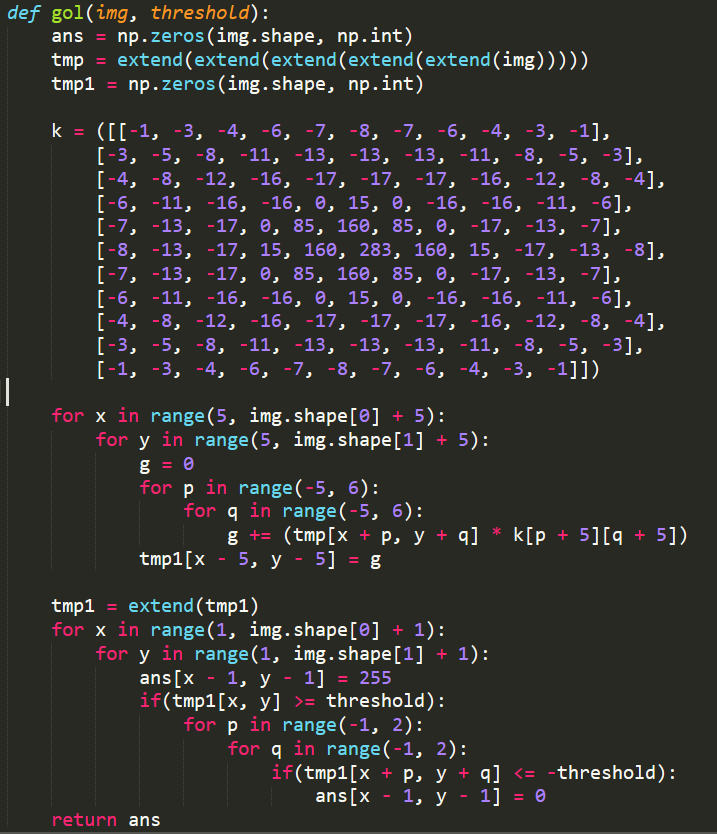 def gol(img, threshold):
    ans = np.zeros(img.shape, np.int)
    tmp = extend(extend(extend(extend(extend(img)))))
    tmp1 = np.zeros(img.shape, np.int)
    k = ([[-1, -3, -4, -6, -7, -8, -7, -6, -4, -3, -1],
        [-3, -5, -8, -11, -13, -13, -13, -11, -8, -5, -3],
        [-4, -8, -12, -16, -17, -17, -17, -16, -12, -8, -4],
        [-6, -11, -16, -16, 0, 15, 0, -16, -16, -11, -6],
        [-7, -13, -17, 0, 85, 160, 85, 0, -17, -13, -7],
        [-8, -13, -17, 15, 160, 283, 160, 15, -17, -13, -8],
        [-7, -13, -17, 0, 85, 160, 85, 0, -17, -13, -7],
        [-6, -11, -16, -16, 0, 15, 0, -16, -16, -11, -6],
        [-4, -8, -12, -16, -17, -17, -17, -16, -12, -8, -4],
        [-3, -5, -8, -11, -13, -13, -13, -11, -8, -5, -3],
        [-1, -3, -4, -6, -7, -8, -7, -6, -4, -3, -1]])
    for x in range(5, img.shape[0] + 5):
        for y in range(5, img.shape[1] + 5):
            g = 0
            for p in range(-5, 6):
                for q in range(-5, 6):
                    g += (tmp[x + p, y + q] * k[p + 5][q + 5])
            tmp1[x - 5, y - 5] = g
    tmp1 = extend(tmp1)
    for x in range(1, img.shape[0] + 1):
        for y in range(1, img.shape[1] + 1):
            ans[x - 1, y - 1] = 255
            if(tmp1[x, y] >= threshold):
                for p in range(-1, 2):
                    for q in range(-1, 2):
                        if(tmp1[x + p, y + q] <= -threshold):
                            ans[x - 1, y - 1] = 0
    return ans